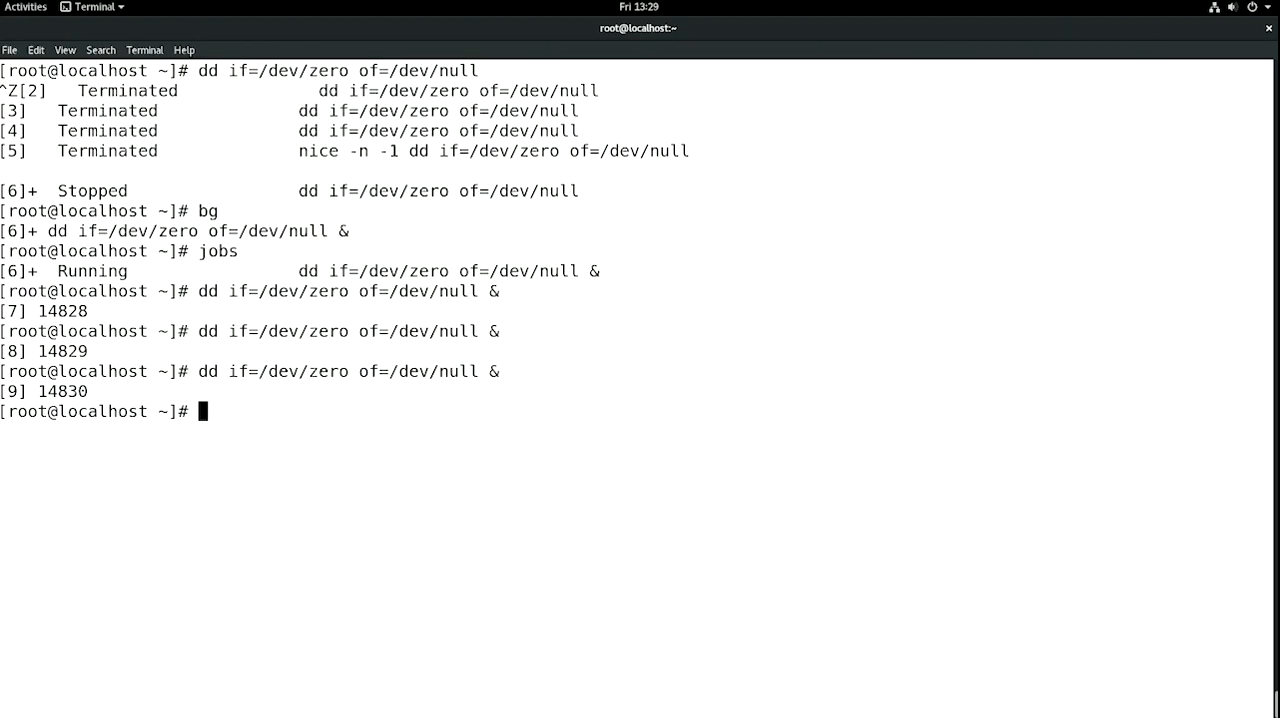 Activities Terminal Fri 13:29
root@localhost:~ ×
File Edit View Search Terminal Help
[root@localhost ~]# dd if=/dev/zero of=/dev/null
^Z[2]   Terminated              dd if=/dev/zero of=/dev/null
[3]   Terminated              dd if=/dev/zero of=/dev/null
[4]   Terminated              dd if=/dev/zero of=/dev/null
[5]   Terminated              nice -n -1 dd if=/dev/zero of=/dev/null
[6]+  Stopped                 dd if=/dev/zero of=/dev/null
[root@localhost ~]# bg
[6]+ dd if=/dev/zero of=/dev/null &
[root@localhost ~]# jobs
[6]+  Running                 dd if=/dev/zero of=/dev/null &
[root@localhost ~]# dd if=/dev/zero of=/dev/null &
[7] 14828
[root@localhost ~]# dd if=/dev/zero of=/dev/null &
[8] 14829
[root@localhost ~]# dd if=/dev/zero of=/dev/null &
[9] 14830
[root@localhost ~]#